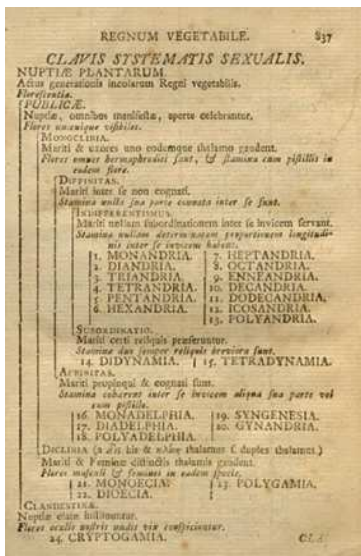 REGNUM VEGETABILE. 837
CLAVIS SYSTEMATIS SEXUALIS.
NUPTIÆ PLANTARUM.
Actus generationis incolarum Regni vegetabilis.
Florescentia.
PUBLICÆ.
Nuptiæ, omnibus manifestæ, aperte celebrantur.
Flores unicuique visibiles.
MONOCLINIA.
Mariti & uxores uno eodemque thalamo gaudent.
Flores omnes hermaphroditi sunt, & stamina cum pistillis in
eodem flore.
DIFFINITAS.
Mariti inter se non cognati.
Stamina nulla sua parte connata inter se sunt.
INDIFFERENTISMUS.
Mariti nullam subordinationem inter se invicem servant.
Stamina nullam determinatam proportionem longitudi-
nis inter se invicem habent.
1. MONANDRIA. 7. HEPTANDRIA.
2. DIANDRIA. 8. OCTANDRIA.
3. TRIANDRIA. 9. ENNEANDRIA.
4. TETRANDRIA. 10. DECANDRIA.
5. PENTANDRIA. 11. DODECANDRIA.
6. HEXANDRIA. 12. ICOSANDRIA.
13. POLYANDRIA.
SUBORDINATIO.
Mariti certi reliquis præferuntur.
Stamina duo semper reliquis breviora sunt.
14. DIDYNAMIA. 15. TETRADYNAMIA.
AFFINITAS.
Mariti propinqui & cognati sunt.
Stamina cohærent inter se invicem aliqua sua parte vel
cum pistillo.
16. MONADELPHIA. 19. SYNGENESIA.
17. DIADELPHIA. 20. GYNANDRIA.
18. POLYADELPHIA.
DICLINIA (a bis & thalamus f. duplex thalamus.)
Mariti & Feminæ distinctis thalamis gaudent.
Flores masculi & feminei in eadem specie.
21. MONOECIA. 23. POLYGAMIA.
22. DIOECIA.
CLANDESTINÆ.
Nuptiæ clam instituuntur.
Flores oculis nostris nudis vix conspiciuntur.
24. CRYPTOGAMIA.
CLA-